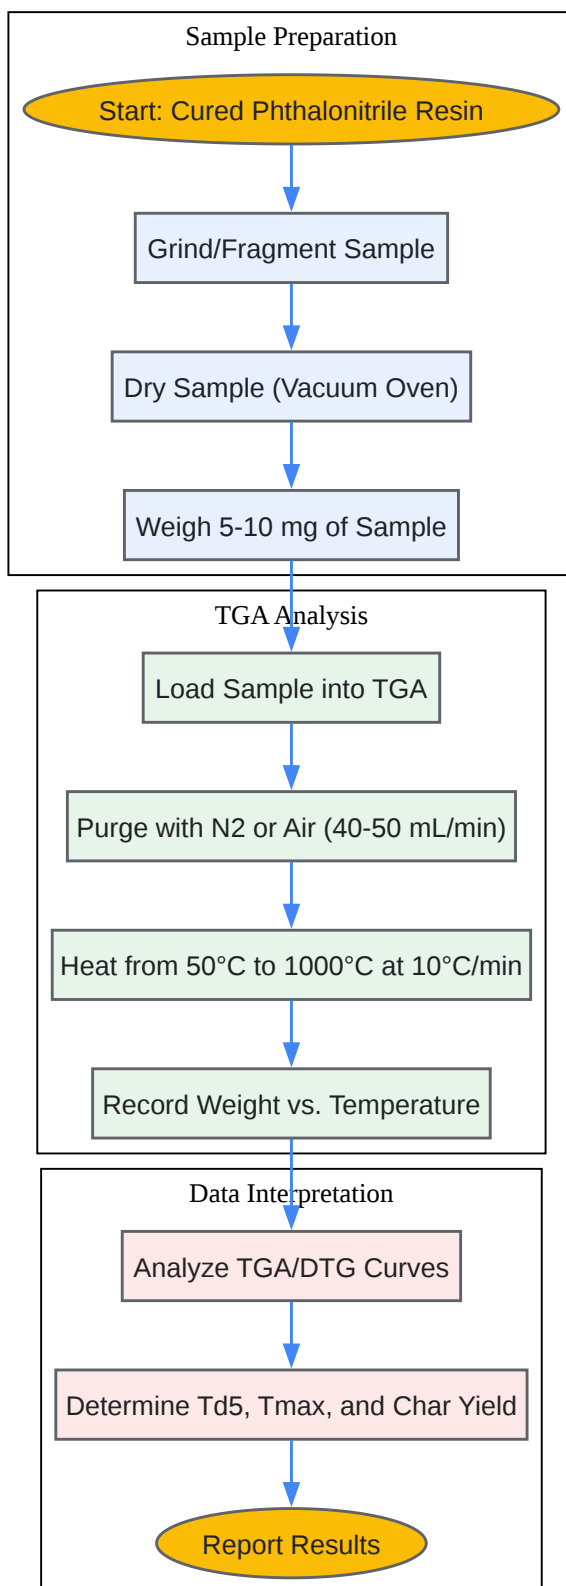 Sample Preparation
Start: Cured Phthalonitrile Resin
Grind/Fragment Sample
Dry Sample (Vacuum Oven)
Weigh 5-10 mg of Sample
TGA Analysis
Load Sample into TGA
Purge with N2 or Air (40-50 mL/min)
Heat from 50°C to 1000°C at 10°C/min
Record Weight vs. Temperature
Data Interpretation
Analyze TGA/DTG Curves
Determine Td5, Tmax, and Char Yield
Report Results